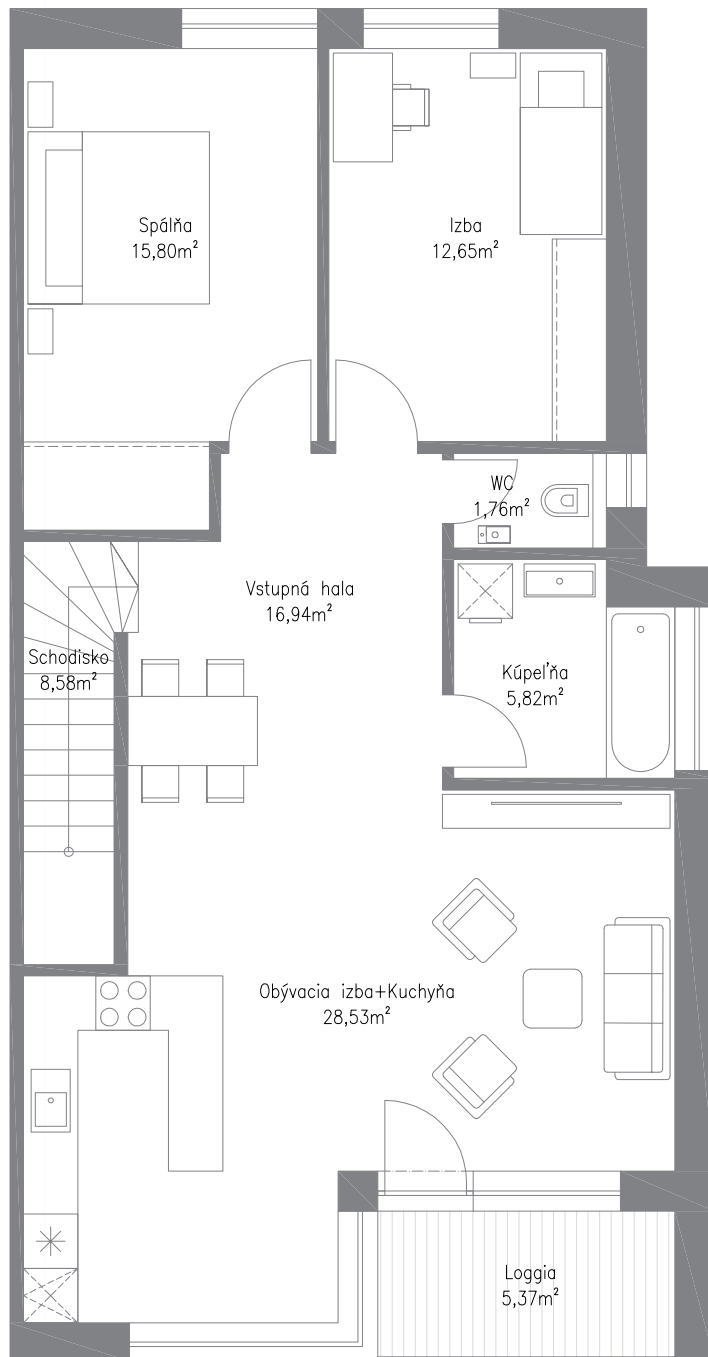 Spálňa
15,80m²
Izba
12,65m²
WC
1,76m²
Vstupná hala
16,94m²
Schodisko
8,58m²
Kúpeľňa
5,82m²
Obývacia izba+Kuchyňa
28,53m²
Loggia
5,37m²